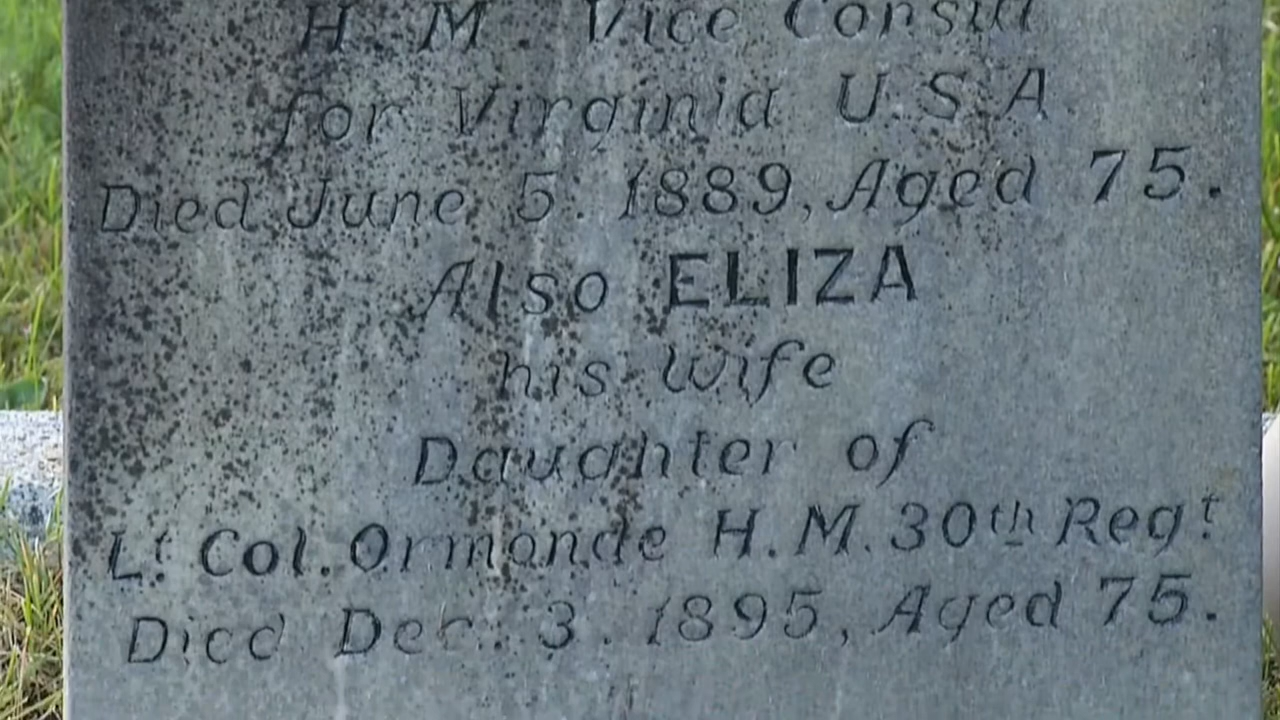 H. M. Vice Consul
for Virginia U.S.A
Died June 5. 1889, Aged 75.
Also ELIZA
his wife
Daughter of
Lt. Col. Ormonde H. M. 30th Regt
Died Dec. 3. 1895, Aged 75.